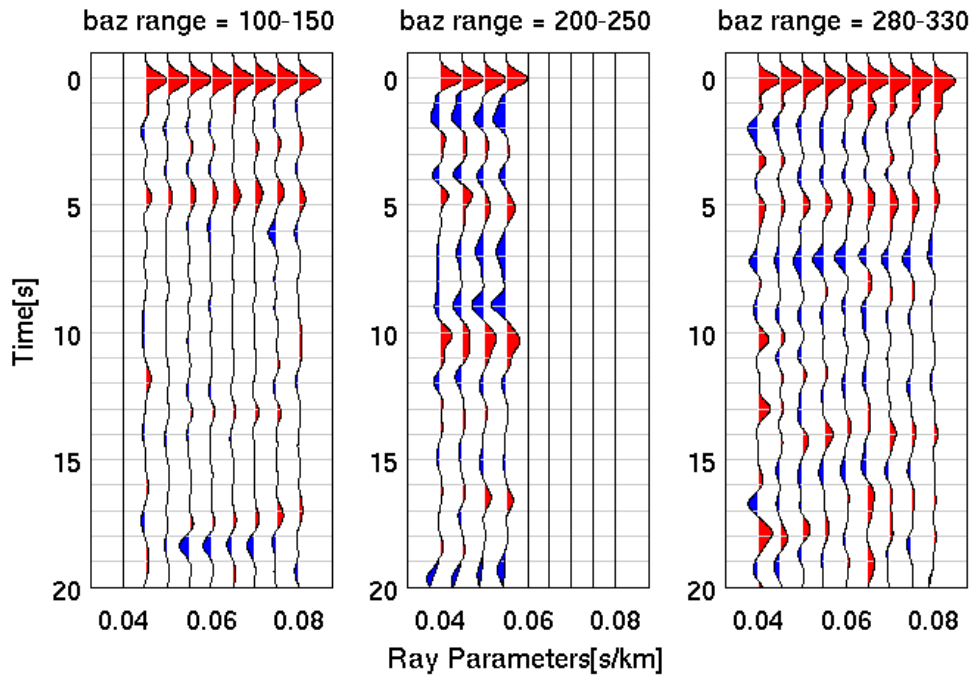 baz range = 100-150 baz range = 200-250 baz range = 280-330
0 0 0
5 5 5
Time[s]
10 10 10
15 15 15
20 20 20
0.04 0.06 0.08 0.04 0.06 0.08 0.04 0.06 0.08
Ray Parameters[s/km]